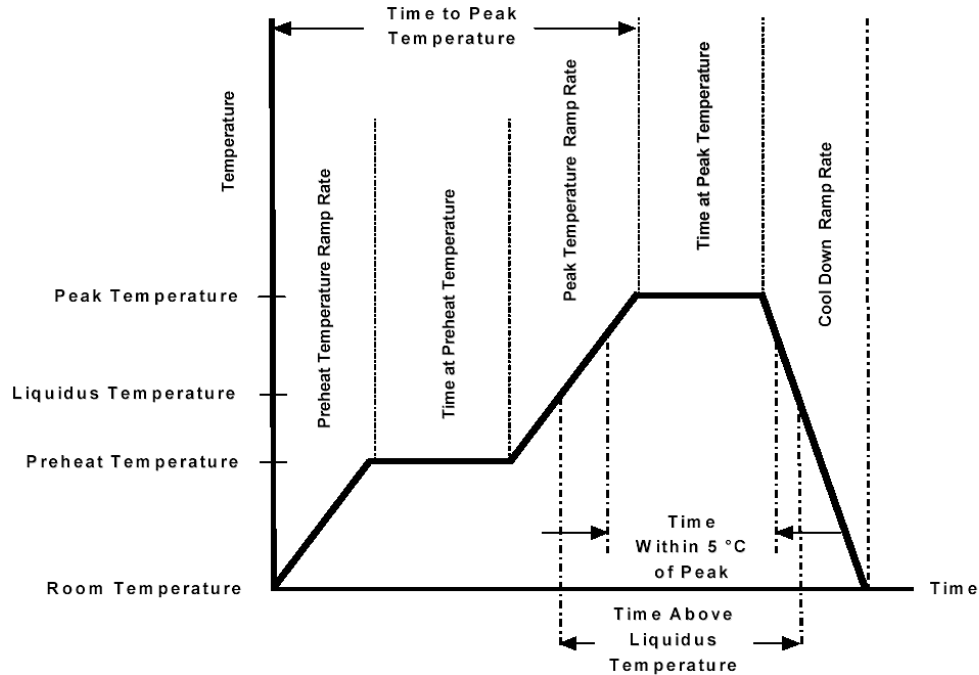 Time to Peak
Temperature
Temperature
Preheat Temperature Ramp Rate
Time at Preheat Temperature
Peak Temperature Ramp Rate
Time at Peak Temperature
Cool Down Ramp Rate
Peak Temperature
Liquidus Temperature
Preheat Temperature
Room Temperature
Time
Within 5 °C
of Peak
Time
Time Above
Liquidus
Temperature